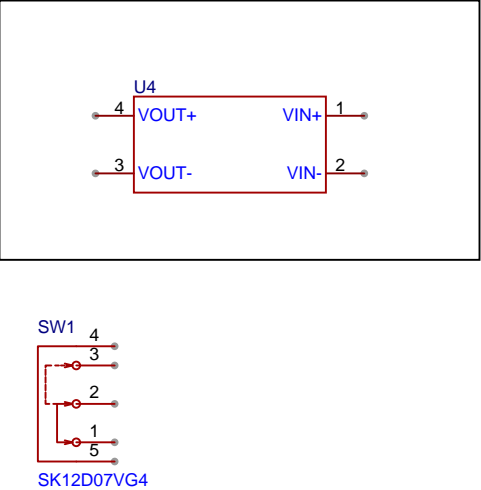 U4
4 VOUT+ VIN+ 1
3 VOUT- VIN- 2
SW1
4
3
2
1
5
SK12D07VG4